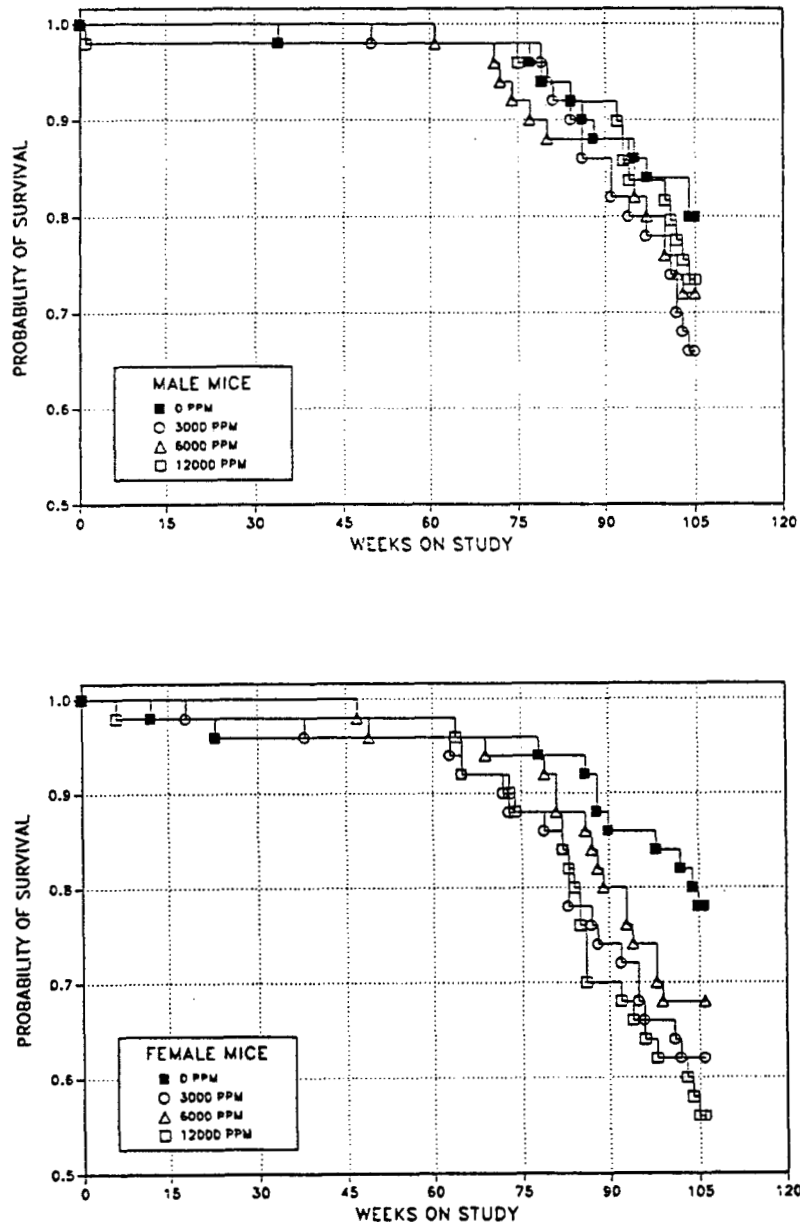 PROBABILITY OF SURVIVAL
1.0
0.9
0.8
0.7
0.6
0.5
MALE MICE
0 PPM
3000 PPM
6000 PPM
12000 PPM
0 15 30 45 60 75 90 105 120
WEEKS ON STUDY
PROBABILITY OF SURVIVAL
1.0
0.9
0.8
0.7
0.6
0.5
FEMALE MICE
0 PPM
3000 PPM
6000 PPM
12000 PPM
0 15 30 45 60 75 90 105 120
WEEKS ON STUDY